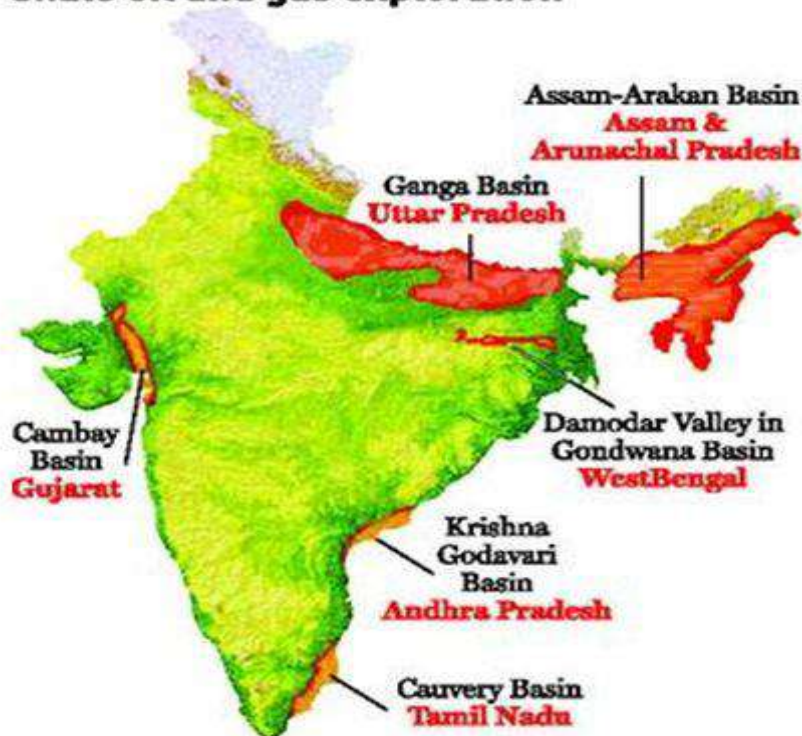 Assam-Arakan Basin
Assam &
Arunachal Pradesh
Ganga Basin
Uttar Pradesh
Damodar Valley in
Gondwana Basin
WestBengal
Cambay
Basin
Gujarat
Krishna
Godavari
Basin
Andhra Pradesh
Cauvery Basin
Tamil Nadu